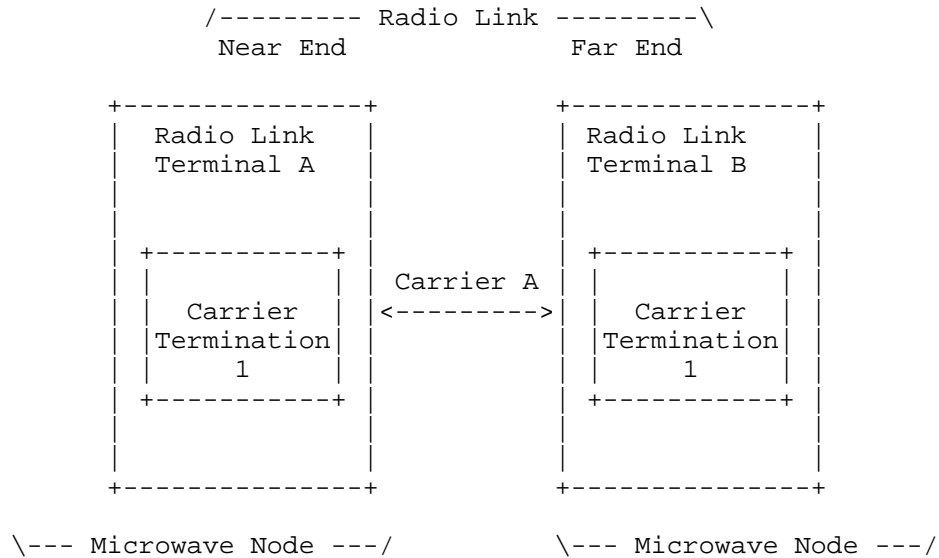 /--------- Radio Link ---------\
Near End Far End
Radio Link Radio Link
Terminal A Terminal B
Carrier A
Carrier <---------> Carrier
Termination Termination
1 1
\--- Microwave Node ---/ \--- Microwave Node ---/